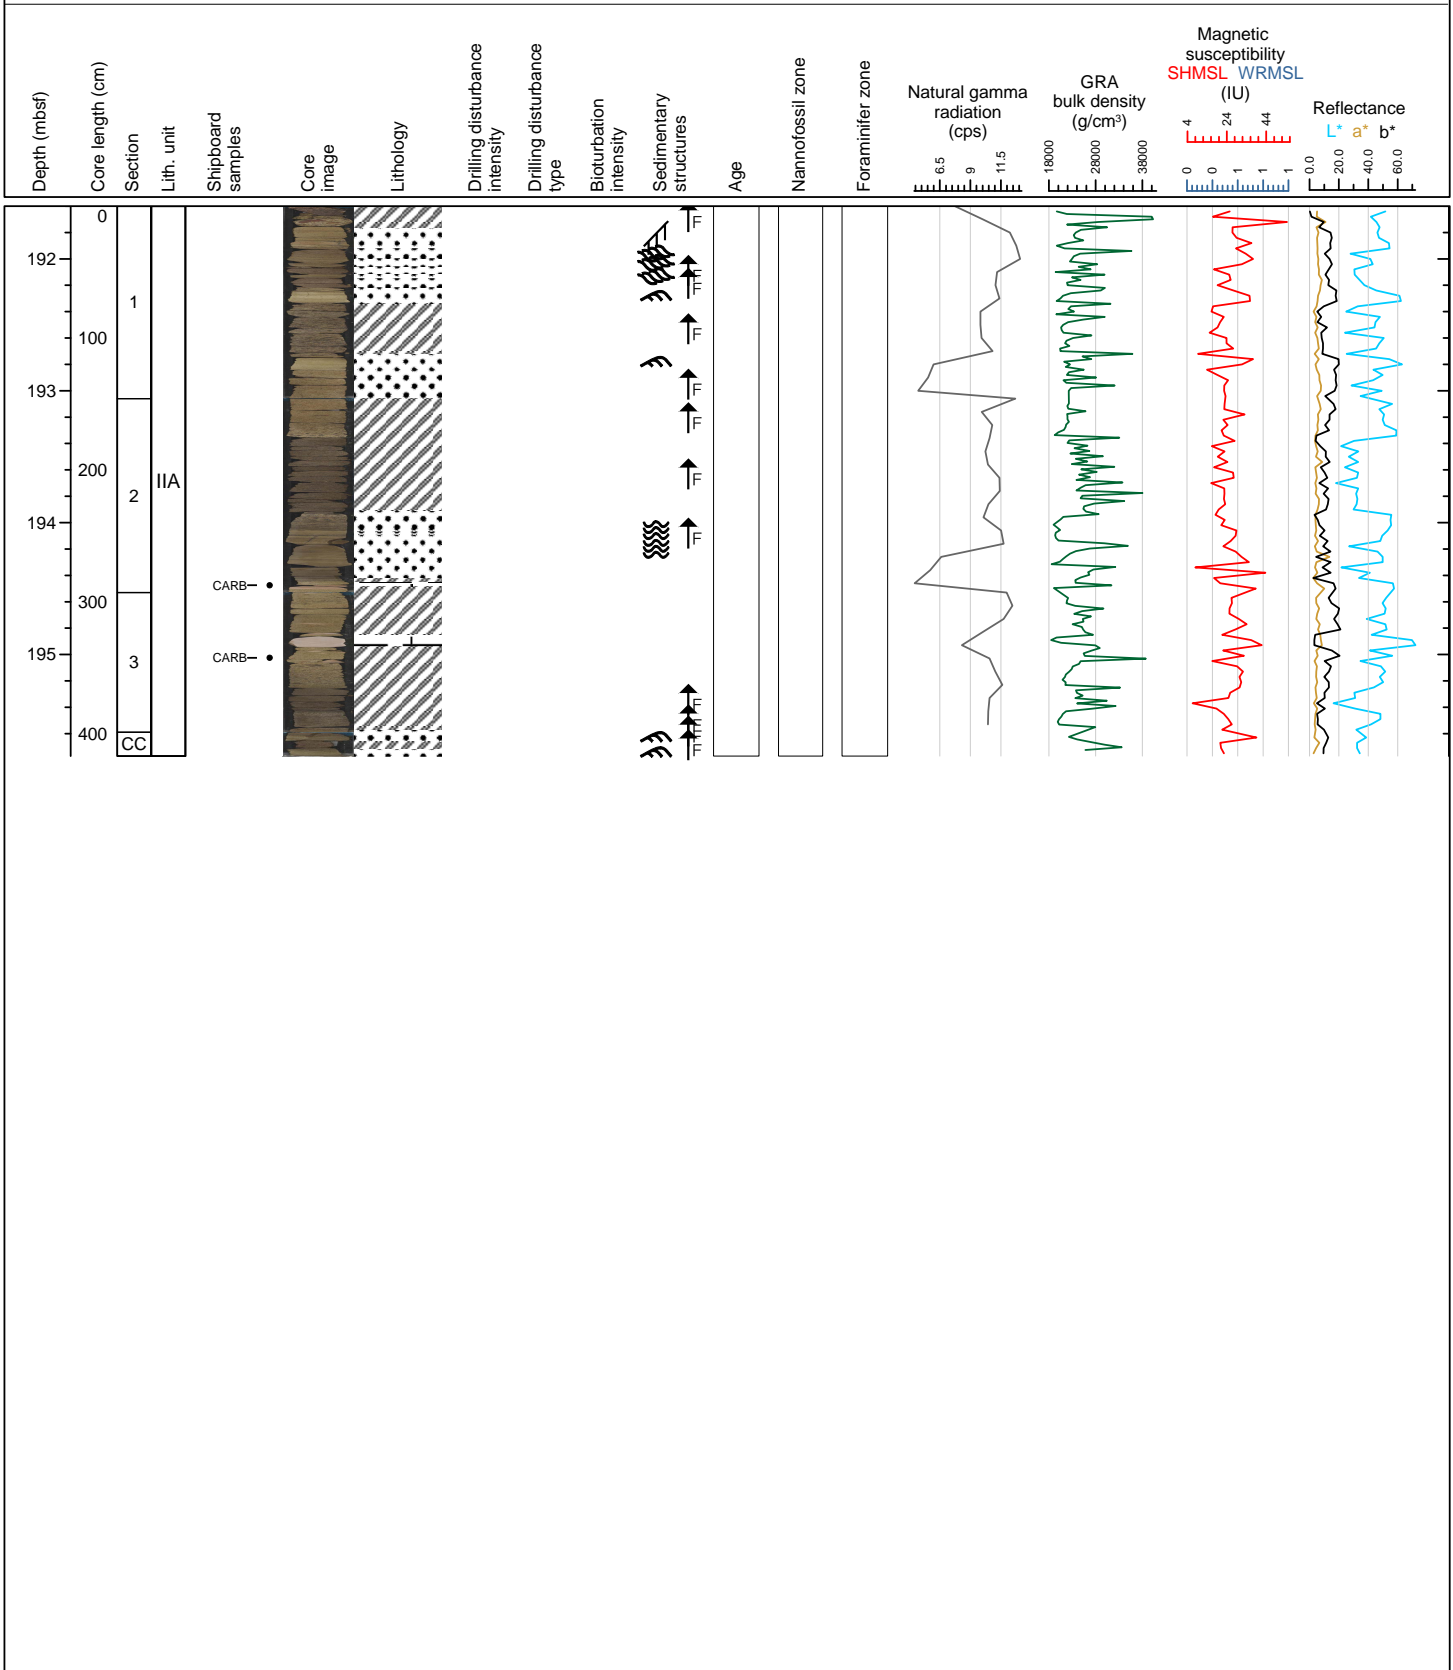 Depth (mbsf)
Core length (cm)
Section
Lith. unit
Shipboard
samples
Core
image
Lithology
Drilling disturbance
intensity
Drilling disturbance
type
Bioturbation
intensity
Sedimentary
structures
Age
Nannofossil zone
Foraminifer zone
Natural gamma
radiation
(cps)
6.5 9 11.5
GRA
bulk density
(g/cm³)
18000 28000 38000
Magnetic
susceptibility
SHMSL WRMSL
(IU)
4 24 44
0 0 1 1 1
Reflectance
L* a* b*
0.0 20.0 40.0 60.0
0
F
192
F
F
1
100
F
193
F
F
200
F
IIA
2
194
F
CARB
300
195
CARB
3
F
F
F
400
CC
F